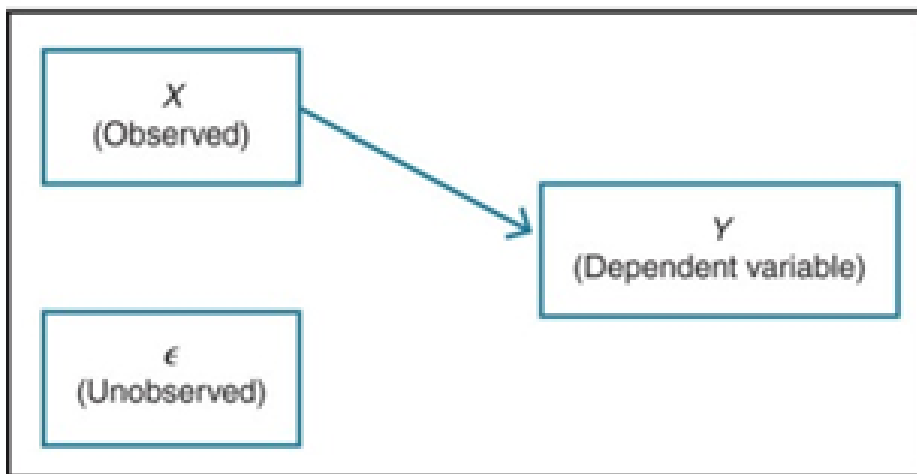 X
(Observed)
Y
(Dependent variable)
ϵ
(Unobserved)